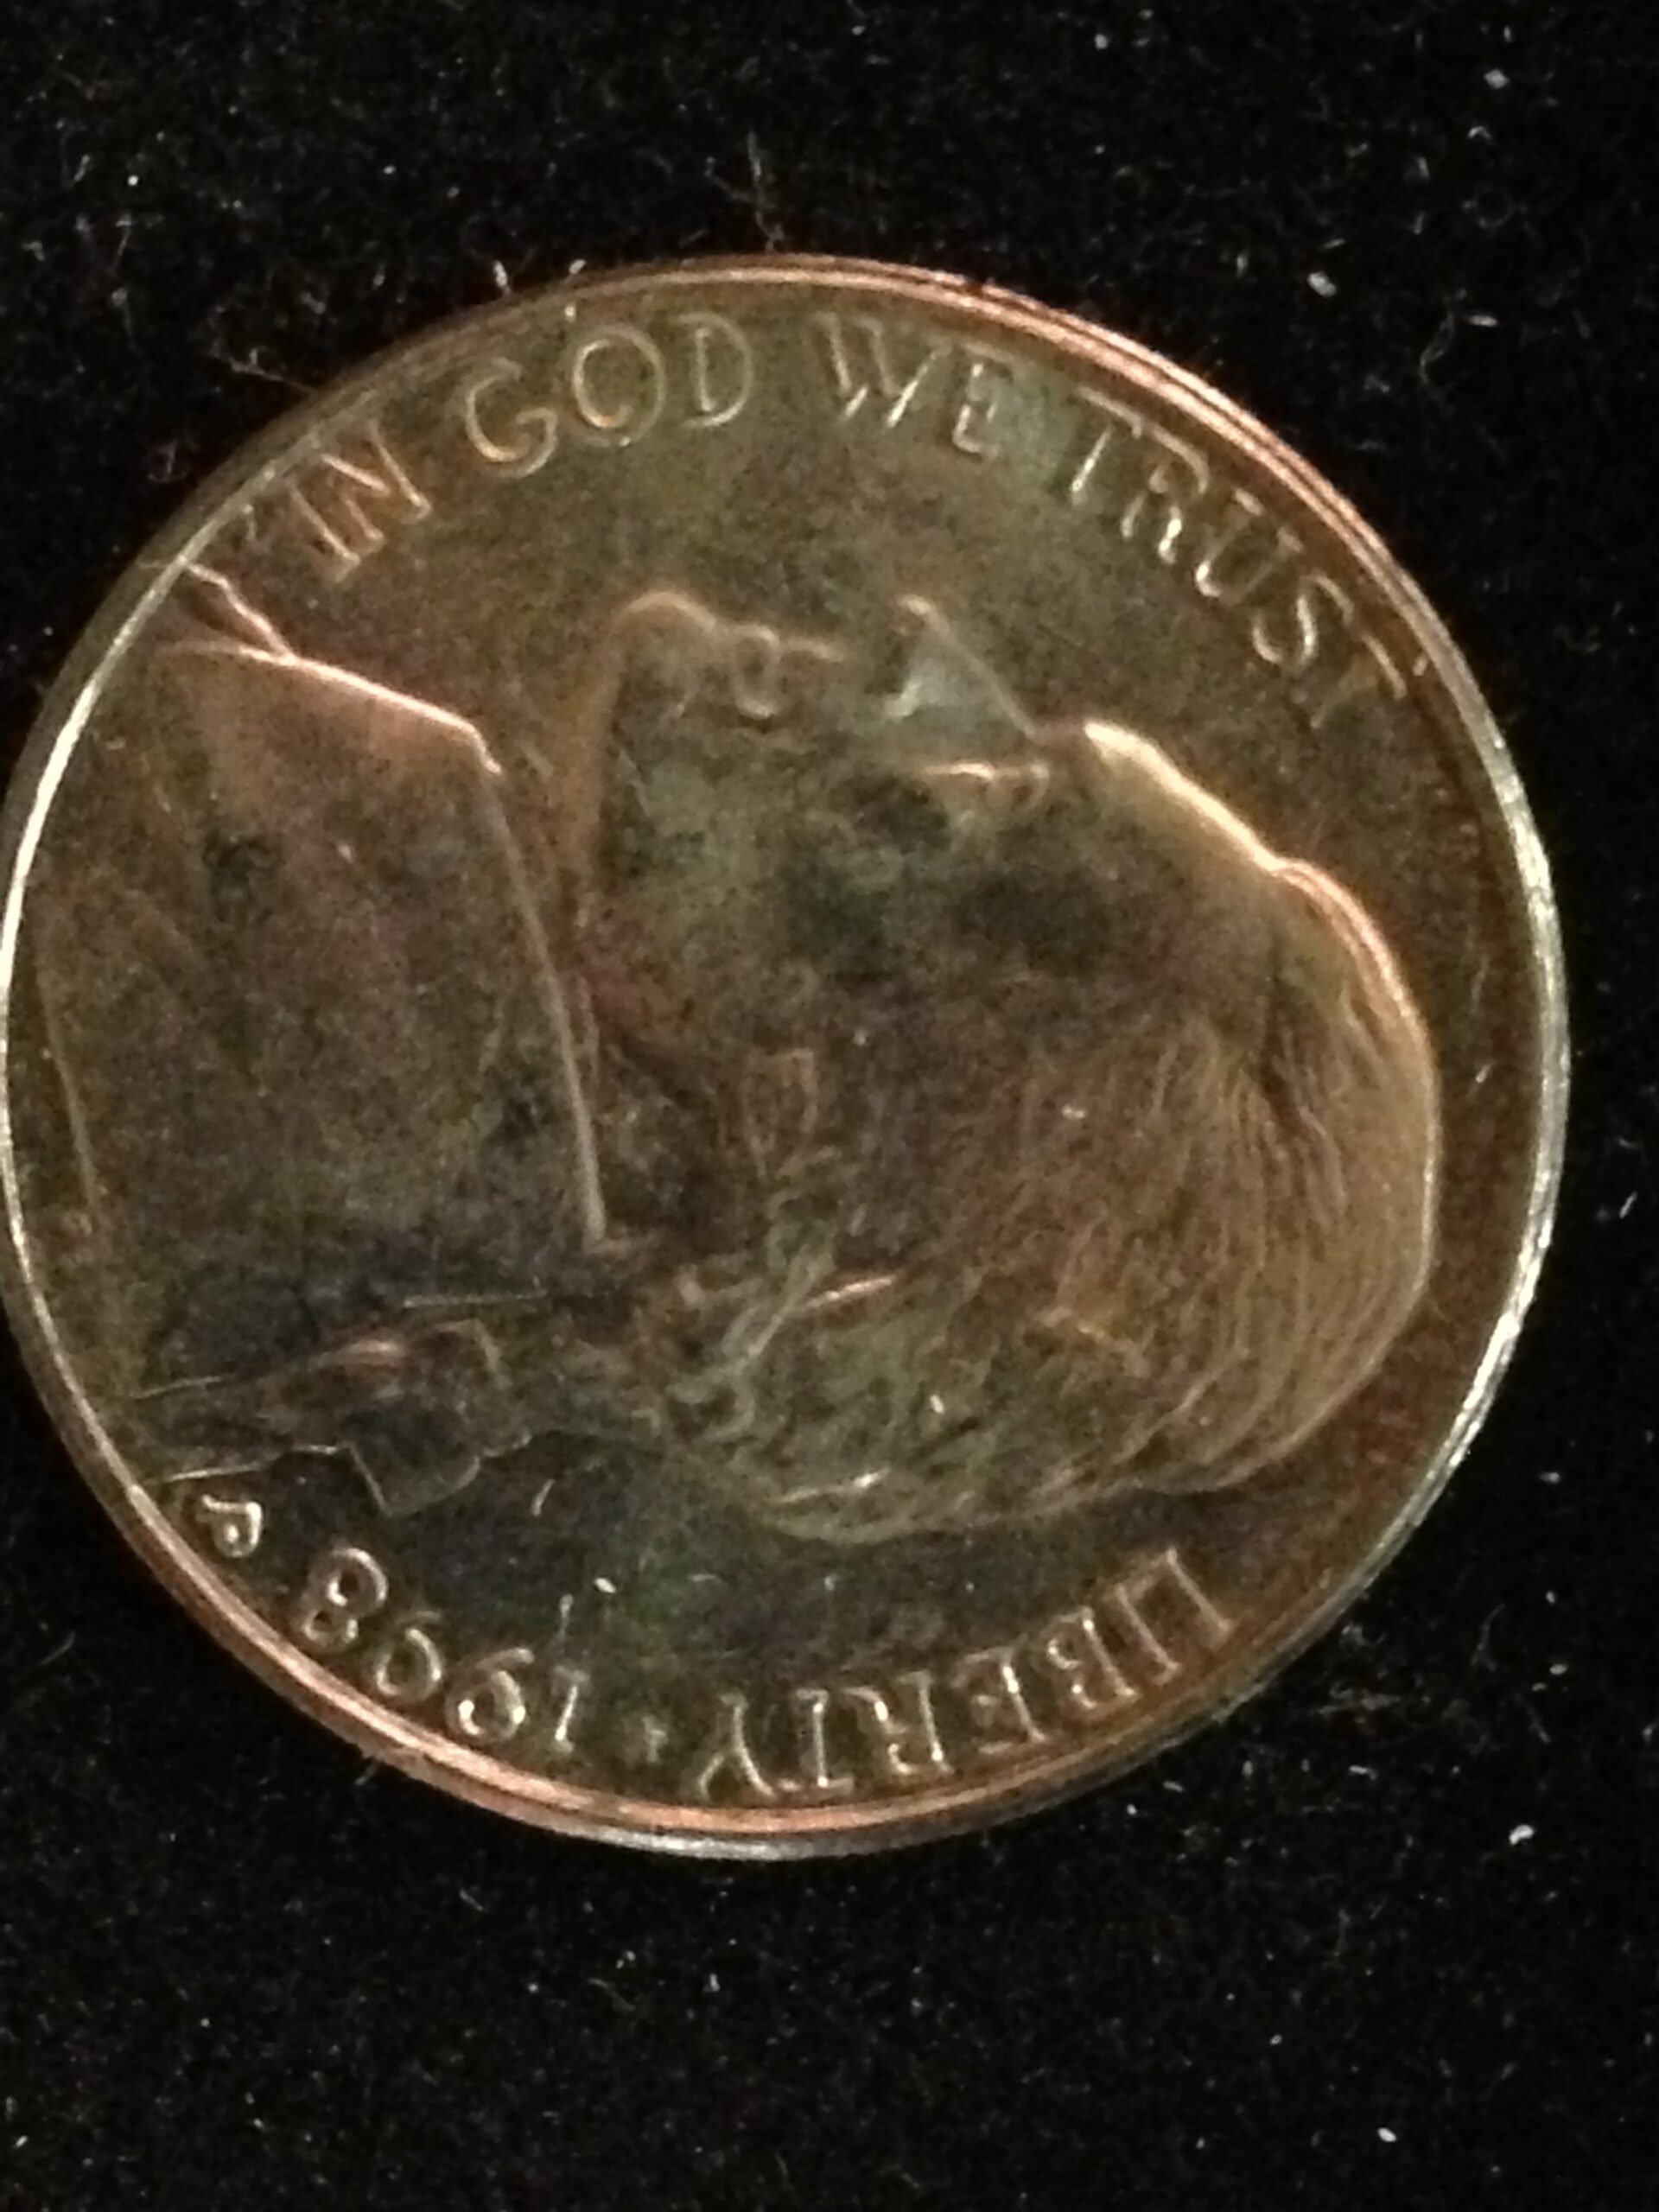 IN GOD WE TRUST
LIBERTY ★ 1998
P